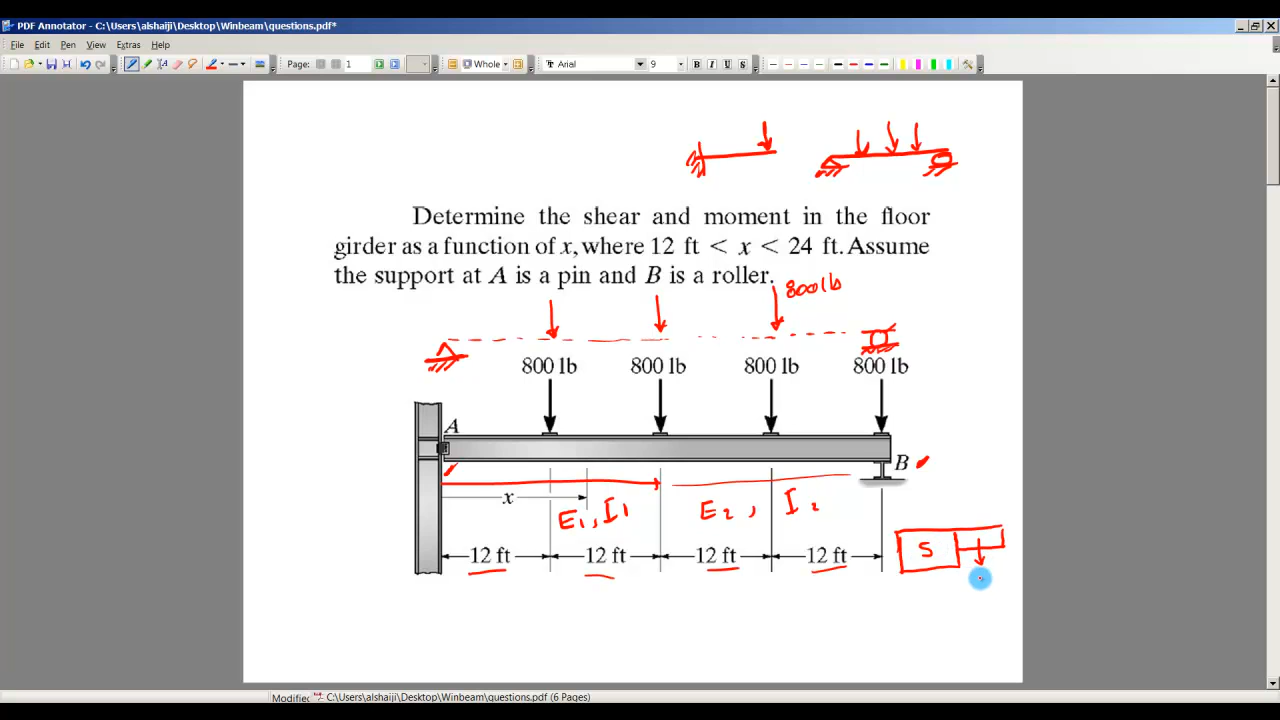 PDF Annotator - C:\Users\alshaiji\Desktop\Winbeam\questions.pdf*
File Edit Pen View Extras Help
Page: 1 Whole Arial 9 B I U S
Determine the shear and moment in the floor
girder as a function of x, where 12 ft < x < 24 ft. Assume
the support at A is a pin and B is a roller.
800 lb
800 lb 800 lb 800 lb 800 lb
A
B
x
E1, I1 E2, I2
S
12 ft 12 ft 12 ft 12 ft
Modified C:\Users\alshaiji\Desktop\Winbeam\questions.pdf (6 Pages)